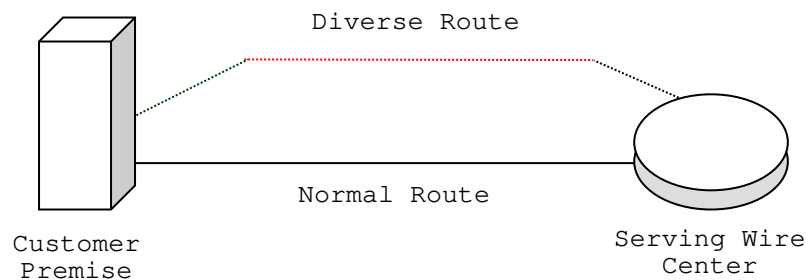 Diverse Route
Normal Route
Customer
Premise
Serving Wire
Center